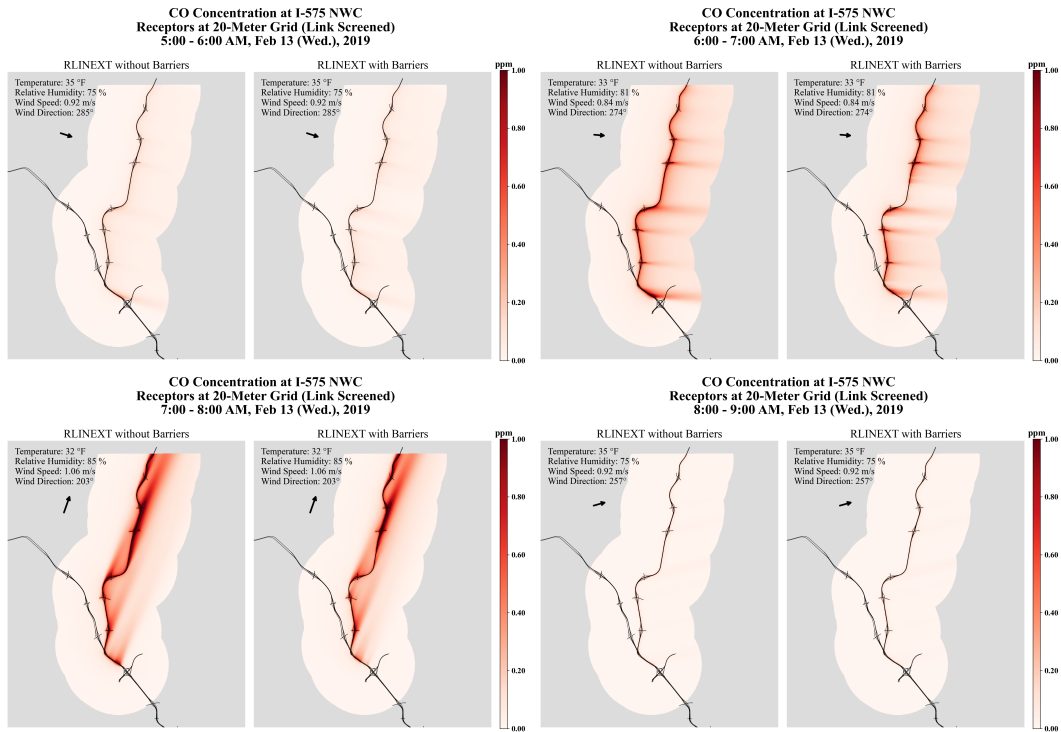 CO Concentration at I-575 NWC
Receptors at 20-Meter Grid (Link Screened)
5:00 - 6:00 AM, Feb 13 (Wed.), 2019
RLINEXT without Barriers
Temperature: 35 °F
Relative Humidity: 75 %
Wind Speed: 0.92 m/s
Wind Direction: 285°
RLINEXT with Barriers
Temperature: 35 °F
Relative Humidity: 75 %
Wind Speed: 0.92 m/s
Wind Direction: 285°
ppm
1.00
0.80
0.60
0.40
0.20
0.00
CO Concentration at I-575 NWC
Receptors at 20-Meter Grid (Link Screened)
6:00 - 7:00 AM, Feb 13 (Wed.), 2019
RLINEXT without Barriers
Temperature: 33 °F
Relative Humidity: 81 %
Wind Speed: 0.84 m/s
Wind Direction: 274°
RLINEXT with Barriers
Temperature: 33 °F
Relative Humidity: 81 %
Wind Speed: 0.84 m/s
Wind Direction: 274°
ppm
1.00
0.80
0.60
0.40
0.20
0.00
CO Concentration at I-575 NWC
Receptors at 20-Meter Grid (Link Screened)
7:00 - 8:00 AM, Feb 13 (Wed.), 2019
RLINEXT without Barriers
Temperature: 32 °F
Relative Humidity: 85 %
Wind Speed: 1.06 m/s
Wind Direction: 203°
RLINEXT with Barriers
Temperature: 32 °F
Relative Humidity: 85 %
Wind Speed: 1.06 m/s
Wind Direction: 203°
ppm
1.00
0.80
0.60
0.40
0.20
0.00
CO Concentration at I-575 NWC
Receptors at 20-Meter Grid (Link Screened)
8:00 - 9:00 AM, Feb 13 (Wed.), 2019
RLINEXT without Barriers
Temperature: 35 °F
Relative Humidity: 75 %
Wind Speed: 0.92 m/s
Wind Direction: 257°
RLINEXT with Barriers
Temperature: 35 °F
Relative Humidity: 75 %
Wind Speed: 0.92 m/s
Wind Direction: 257°
ppm
1.00
0.80
0.60
0.40
0.20
0.00